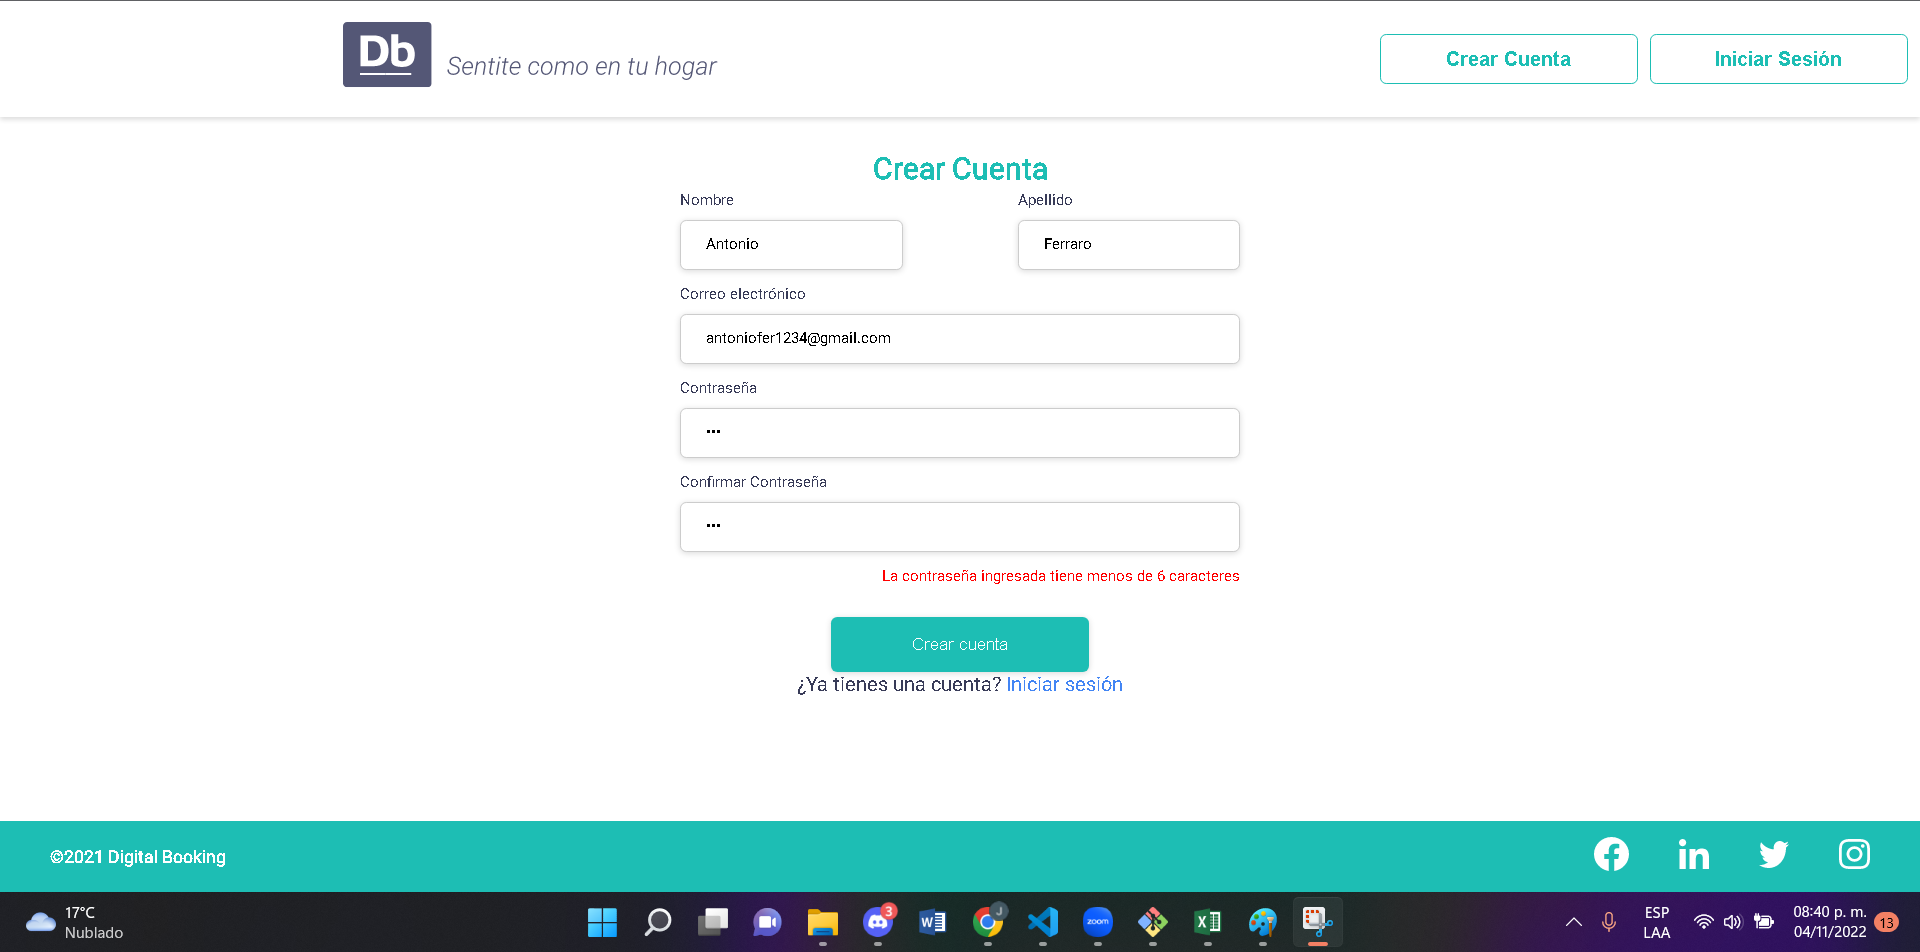 Db
Sentite como en tu hogar
Crear Cuenta
Iniciar Sesión
Crear Cuenta
Nombre
Apellido
Antonio
Ferraro
Correo electrónico
antoniofer1234@gmail.com
Contraseña
•••
Confirmar Contraseña
•••
La contraseña ingresada tiene menos de 6 caracteres
Crear cuenta
¿Ya tienes una cuenta? Iniciar sesión
©2021 Digital Booking
17°C
Nublado
3
J
zoom
ESP
LAA
08:40 p. m.
04/11/2022
13